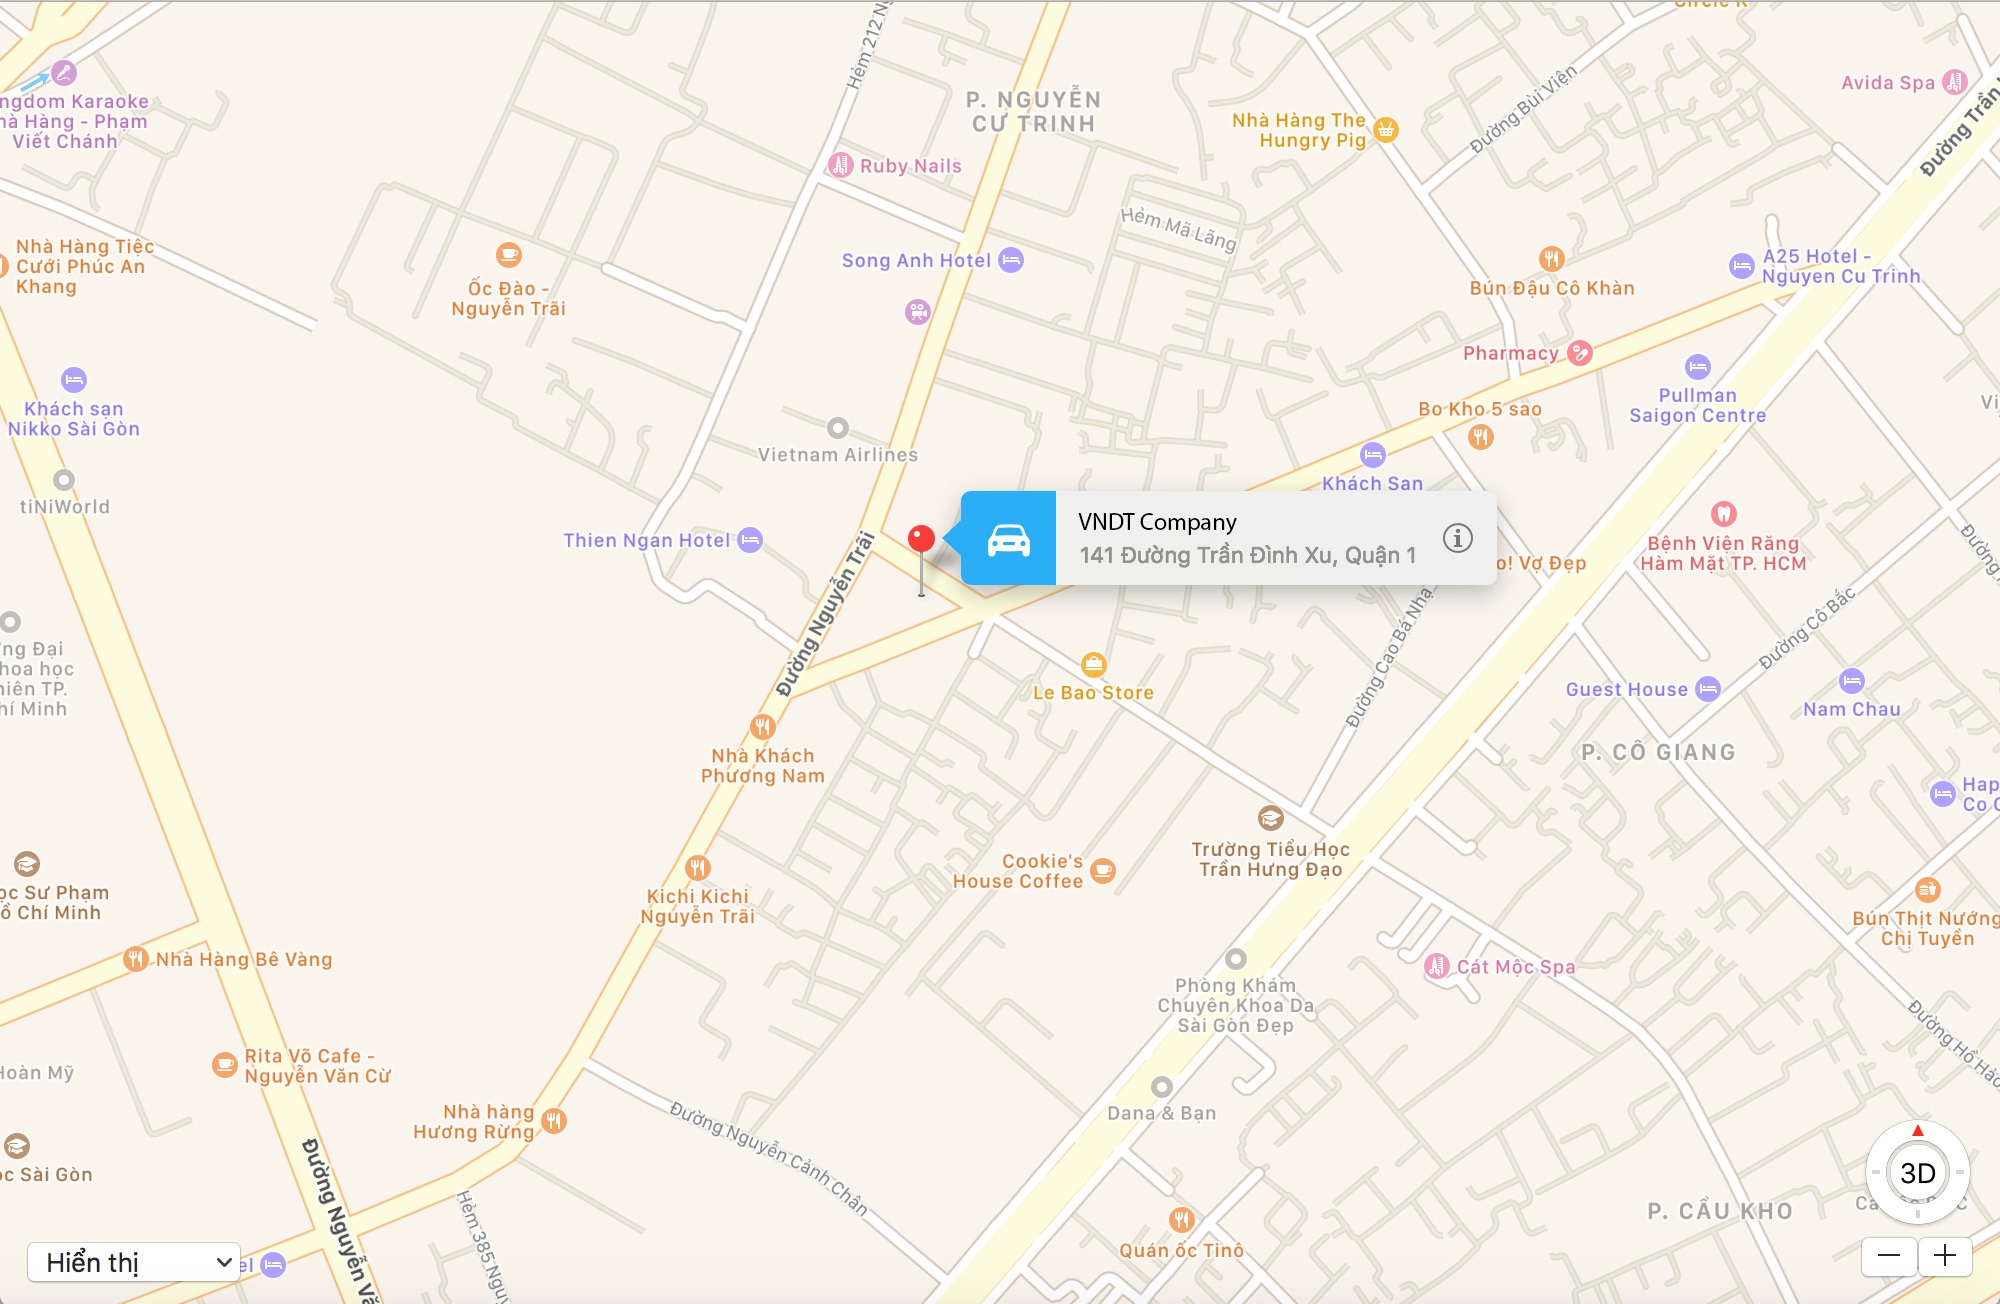 Circle K
Hẻm 212 N
P. NGUYỄN
CƯ TRINH
Nhà Hàng The
Hungry Pig
Đường Bùi Viện
Avida Spa
Đường Trần
ngdom Karaoke
hà Hàng - Phạm
Viết Chánh
Ruby Nails
Hẻm Mã Lãng
Nhà Hàng Tiệc
Cưới Phúc An
Khang
Ốc Đào -
Nguyễn Trãi
Song Anh Hotel
Bún Đậu Cô Khàn
A25 Hotel -
Nguyen Cu Trinh
Pharmacy
Khách sạn
Nikko Sài Gòn
Bo Kho 5 sao
Pullman
Saigon Centre
Vi
Vietnam Airlines
Khách Sạn
tiNiWorld
Thien Ngan Hotel
VNDT Company
141 Đường Trần Đình Xu, Quận 1
o! Vợ Đẹp
Bệnh Viện Răng
Hàm Mặt TP. HCM
Đường
Đường Nguyễn Trãi
Đường Cao Bá Nhạ
Đường Cô Bắc
ng Đại
hoa học
hiên TP.
hí Minh
Le Bao Store
Guest House
Nam Chau
P. CÔ GIANG
Nhà Khách
Phương Nam
Hap
Co G
Trường Tiểu Học
Trần Hưng Đạo
Cookie's
House Coffee
Kichi Kichi
Nguyễn Trãi
ọc Sư Phạm
ồ Chí Minh
Bún Thịt Nướng
Chị Tuyền
Nhà Hàng Bê Vàng
Cát Mộc Spa
Phòng Khám
Chuyên Khoa Da
Sài Gòn Đẹp
Đường Hồ Hảo
Hoàn Mỹ
Rita Võ Cafe -
Nguyễn Văn Cừ
Nhà hàng
Hương Rừng
Dana & Bạn
Đường Nguyễn Cảnh Chân
ọc Sài Gòn
Đường Nguyễn Vă
Hẻm 385 Nguy
3D
P. CẦU KHO
Quán ốc Tinô
Hiển thị
el